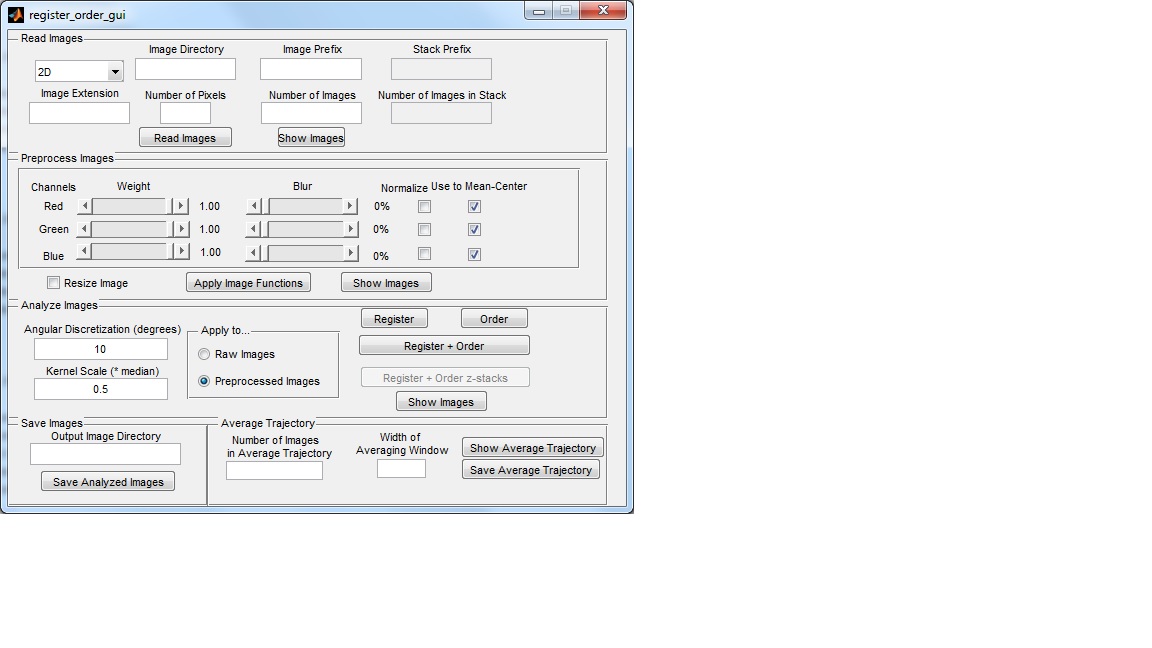 register_order_gui
Read Images
Image Directory Image Prefix Stack Prefix
2D
Image Extension Number of Pixels Number of Images Number of Images in Stack
Read Images Show Images
Preprocess Images
Channels Weight Blur Normalize Use to Mean-Center
Red 1.00 0%
Green 1.00 0%
Blue 1.00 0%
Resize Image Apply Image Functions Show Images
Analyze Images
Register Order
Angular Discretization (degrees) Apply to...
10 Register + Order
Raw Images
Kernel Scale (* median)
Preprocessed Images Register + Order z-stacks
0.5
Show Images
Save Images Average Trajectory
Output Image Directory Number of Images Width of
in Average Trajectory Averaging Window Show Average Trajectory
Save Average Trajectory
Save Analyzed Images